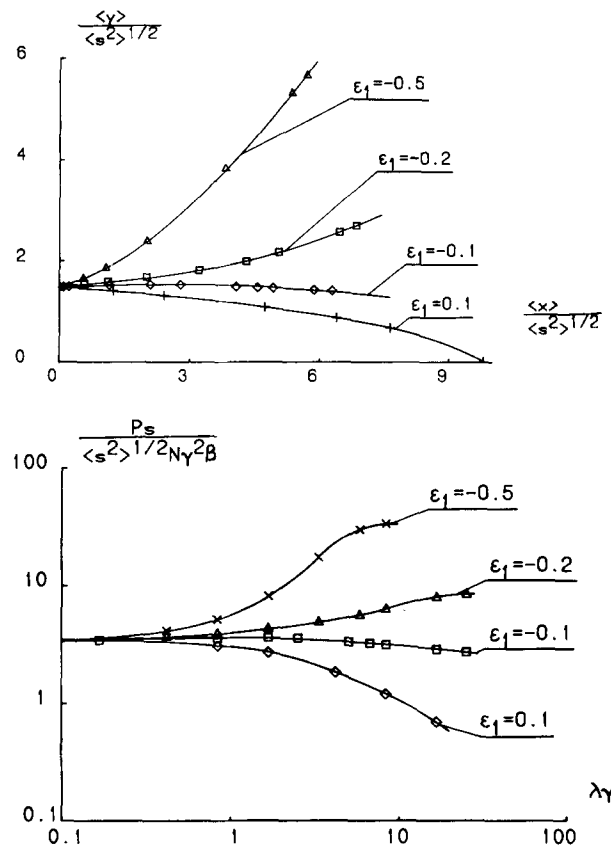 <y>
<s²>^1/2
6
ε₁=-0.5
4
ε₁=-0.2
2
ε₁=-0.1
ε₁=0.1
<x>
<s²>^1/2
0
0 3 6 9
Ps
<s²>^1/2Nγ²β
100
ε₁=-0.5
10
ε₁=-0.2
ε₁=-0.1
1
ε₁=0.1
λγ
0.1
0.1 1 10 100